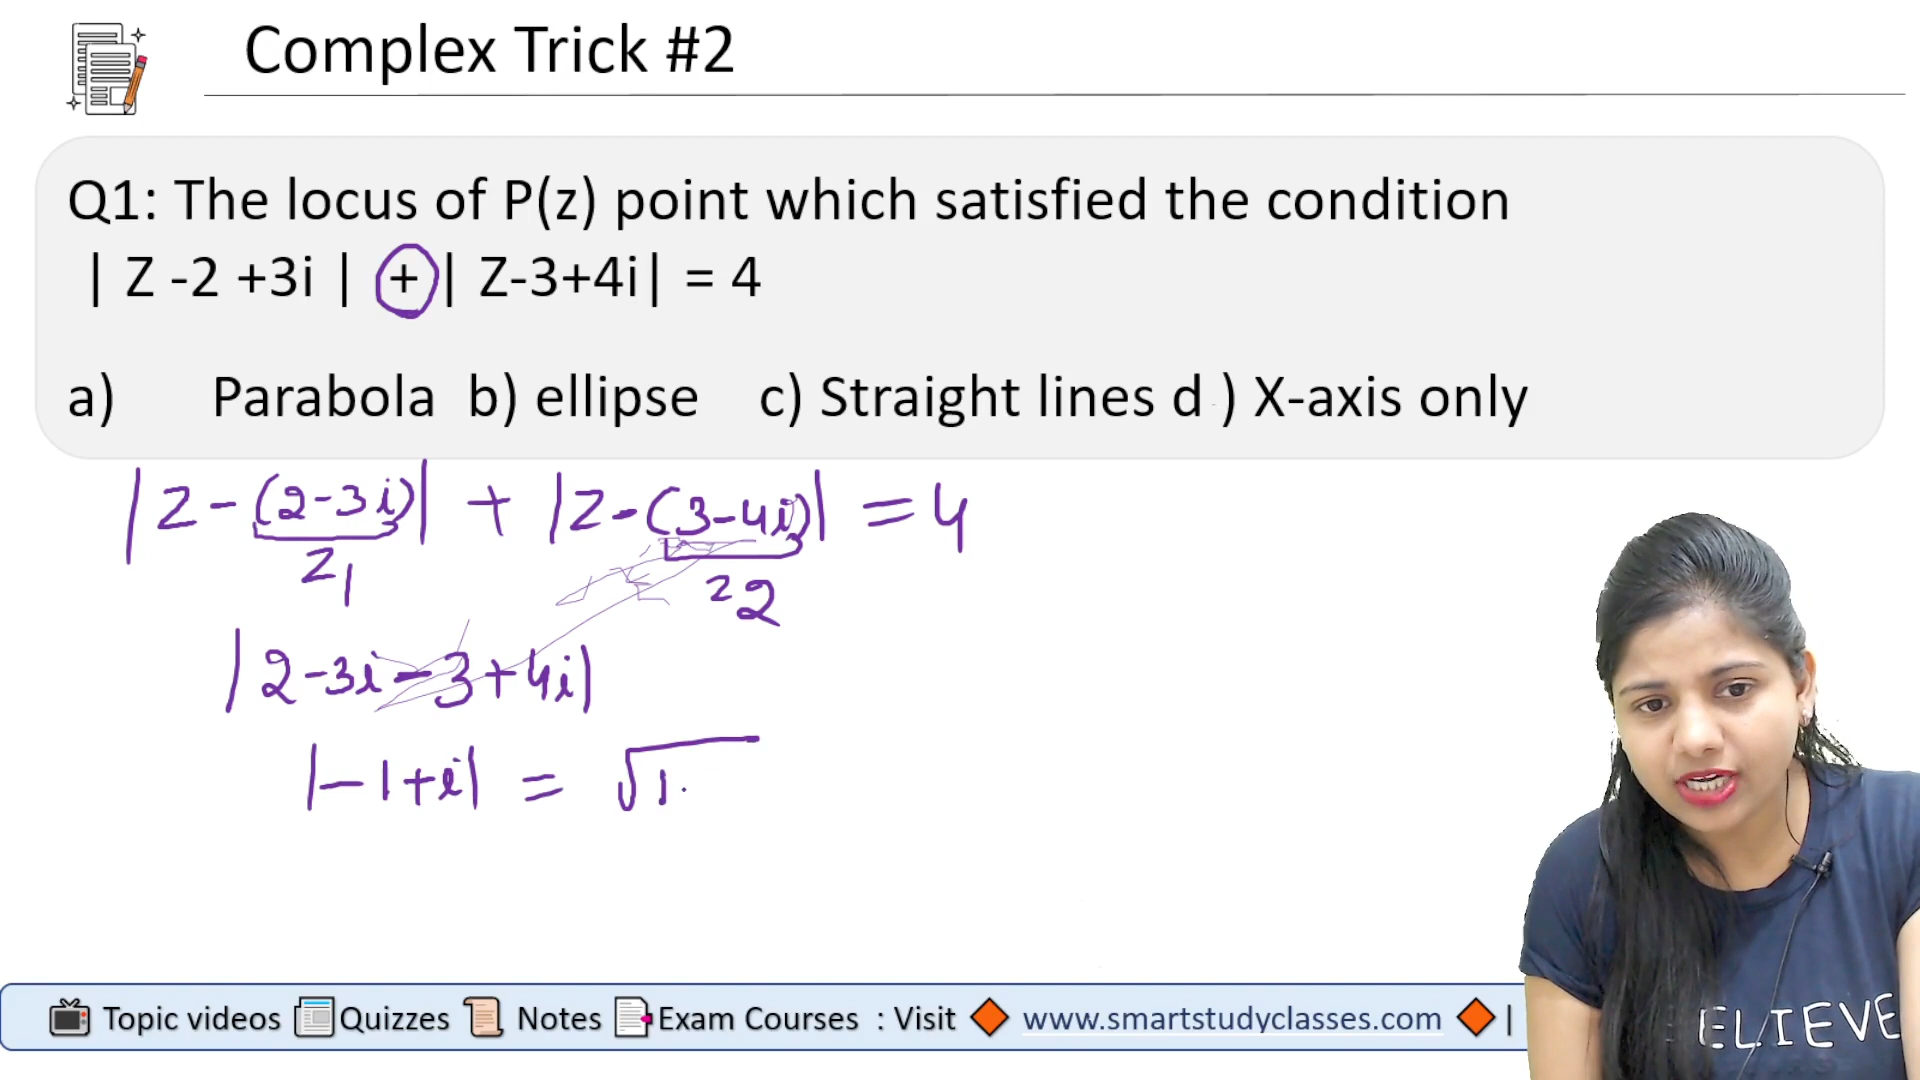 Complex Trick #2
Q1: The locus of P(z) point which satisfied the condition
| Z -2 +3i | + | Z-3+4i| = 4
a) Parabola b) ellipse c) Straight lines d ) X-axis only
|z-(2-3i)| + |z-(3-4i)| = 4
z1 z2
|2-3i-3+4i|
|-1+i| = √1.
Topic videos Quizzes Notes Exam Courses : Visit www.smartstudyclasses.com |
ELIEVE